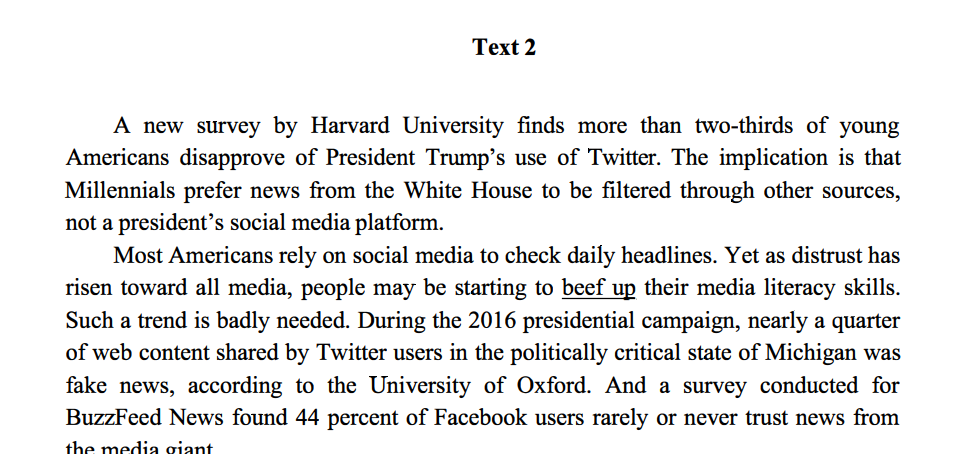 Text 2
A new survey by Harvard University finds more than two-thirds of young
Americans disapprove of President Trump’s use of Twitter. The implication is that
Millennials prefer news from the White House to be filtered through other sources,
not a president’s social media platform.
Most Americans rely on social media to check daily headlines. Yet as distrust has
risen toward all media, people may be starting to beef up their media literacy skills.
Such a trend is badly needed. During the 2016 presidential campaign, nearly a quarter
of web content shared by Twitter users in the politically critical state of Michigan was
fake news, according to the University of Oxford. And a survey conducted for
BuzzFeed News found 44 percent of Facebook users rarely or never trust news from
the media giant